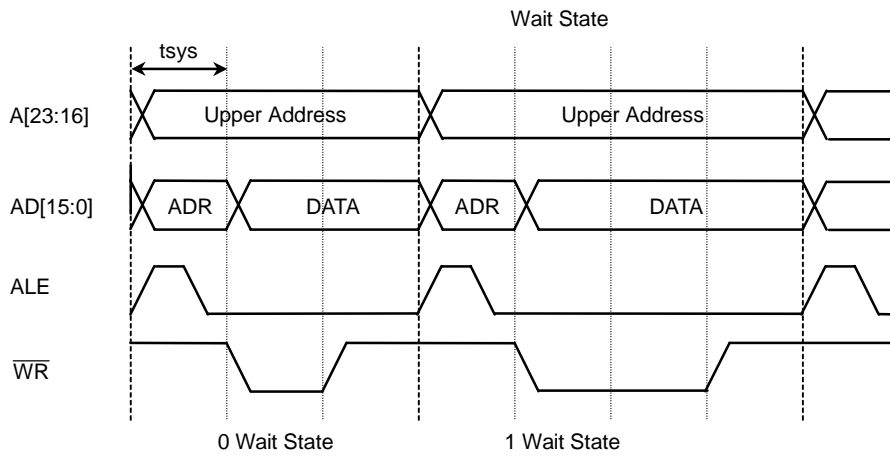 Wait State
tsys
A[23:16]
Upper Address
Upper Address
AD[15:0]
ADR
DATA
ADR
DATA
ALE
WR
0 Wait State
1 Wait State